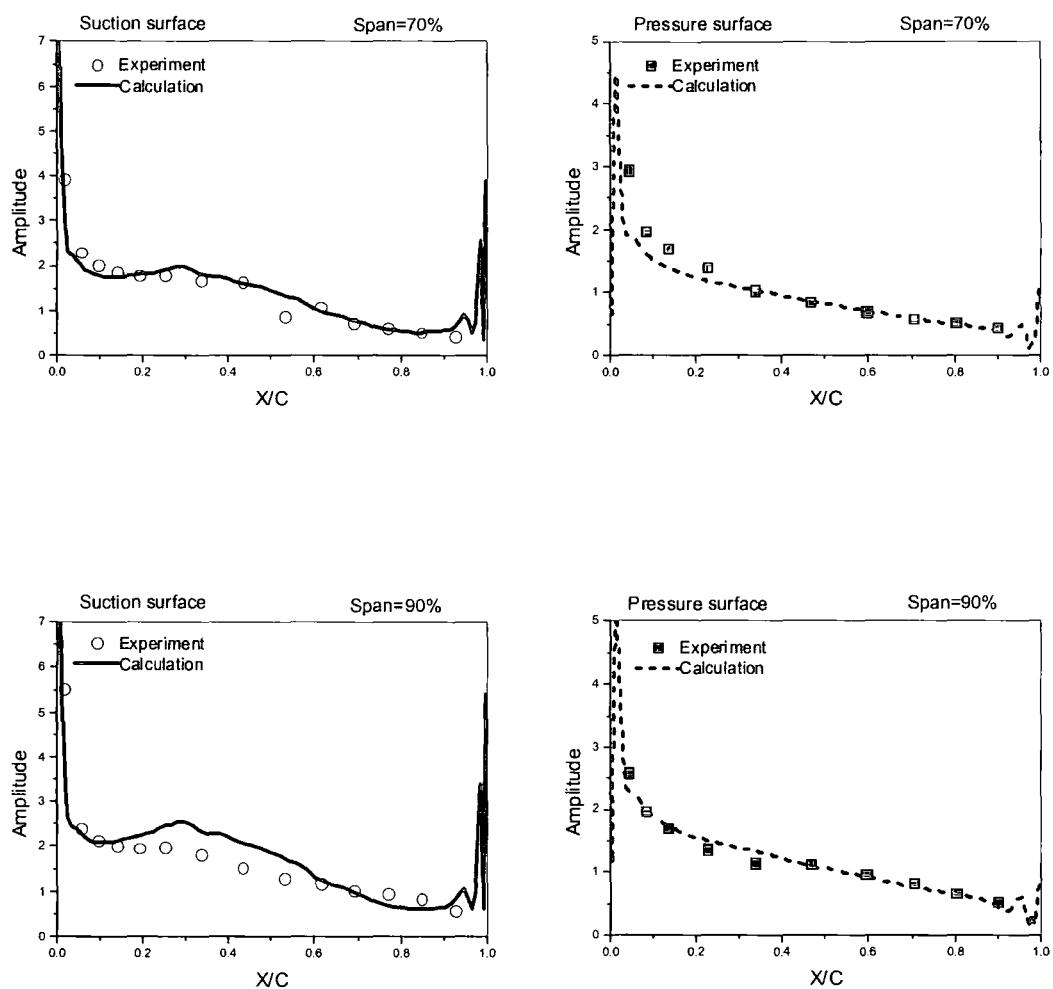 Suction surface Span=70%
Experiment
Calculation
7
6
5
4
3
2
1
0
Amplitude
0.0 0.2 0.4 0.6 0.8 1.0
X/C
Pressure surface Span=70%
Experiment
Calculation
5
4
3
2
1
0
Amplitude
0.0 0.2 0.4 0.6 0.8 1.0
X/C
Suction surface Span=90%
Experiment
Calculation
7
6
5
4
3
2
1
0
Amplitude
0.0 0.2 0.4 0.6 0.8 1.0
X/C
Pressure surface Span=90%
Experiment
Calculation
5
4
3
2
1
0
Amplitude
0.0 0.2 0.4 0.6 0.8 1.0
X/C